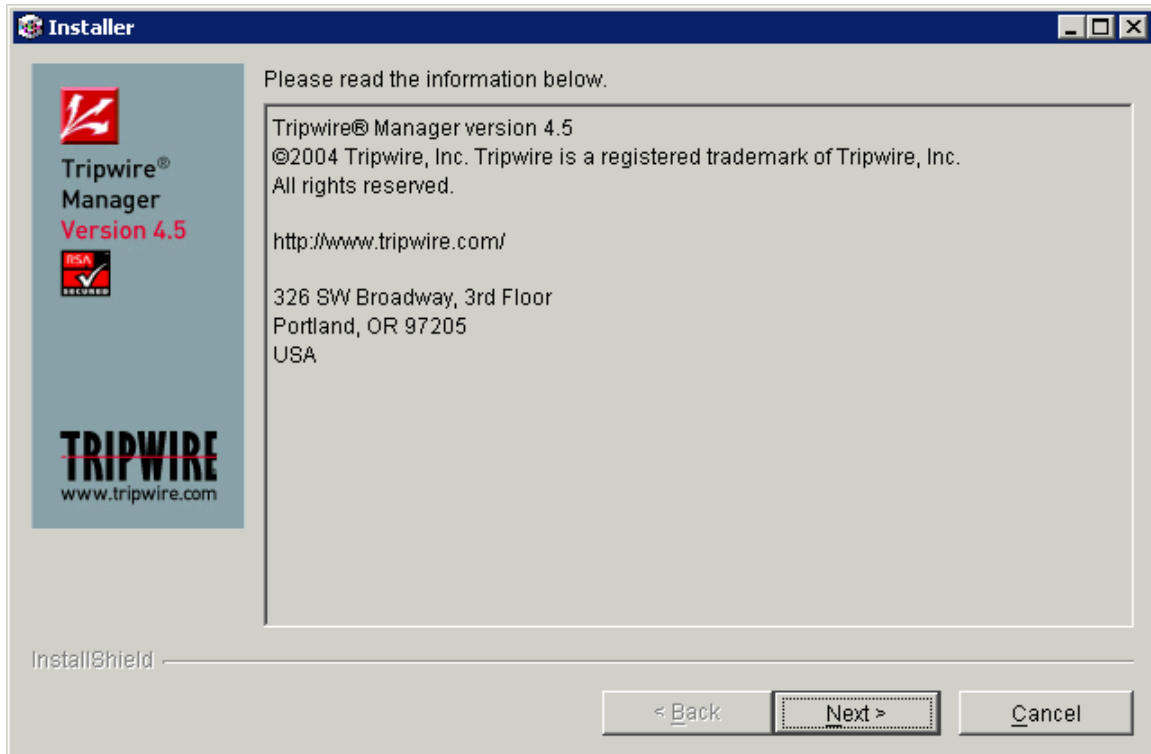 Installer
Tripwire®
Manager
Version 4.5
RSA
SECURED
TRIPWIRE
www.tripwire.com
Please read the information below.
Tripwire® Manager version 4.5
©2004 Tripwire, Inc. Tripwire is a registered trademark of Tripwire, Inc.
All rights reserved.
http://www.tripwire.com/
326 SW Broadway, 3rd Floor
Portland, OR 97205
USA
InstallShield
< Back
Next >
Cancel